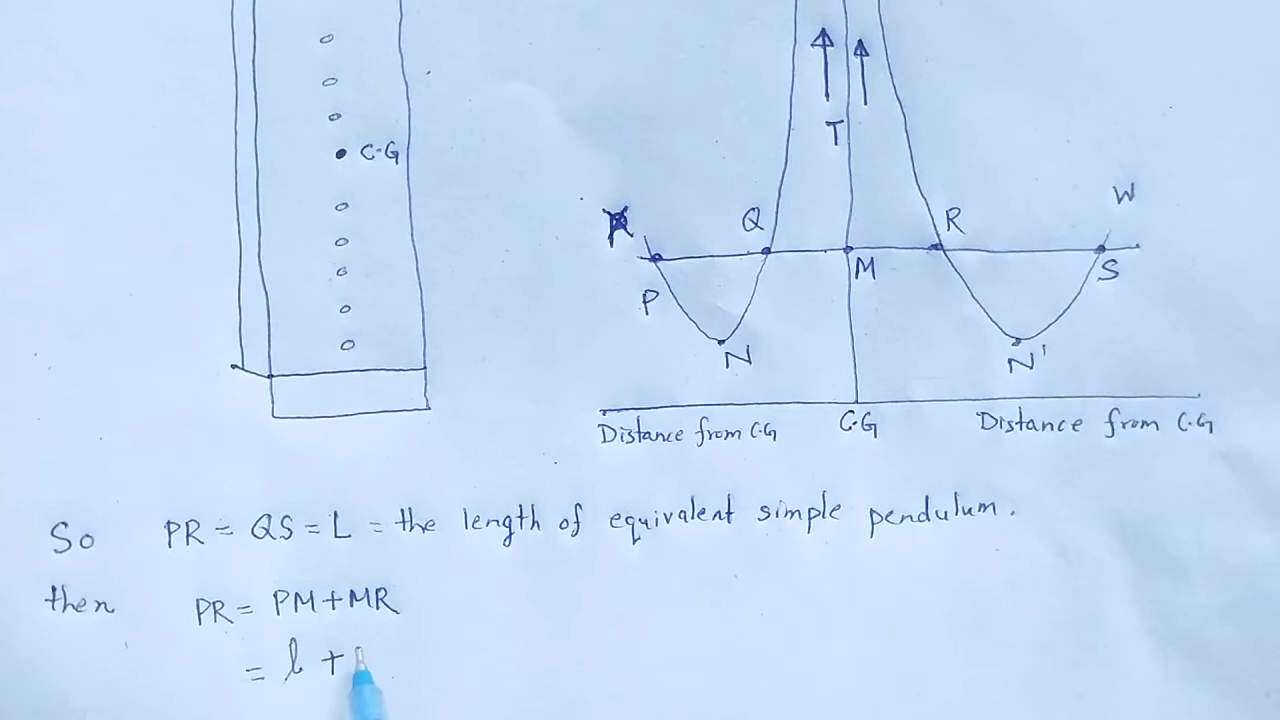 C.G
T
W
Q
R
M
P
S
N
N'
Distance from C.G
C.G
Distance from C.G
So PR = QS = L = the length of equivalent simple pendulum.
then PR = PM + MR
= l +